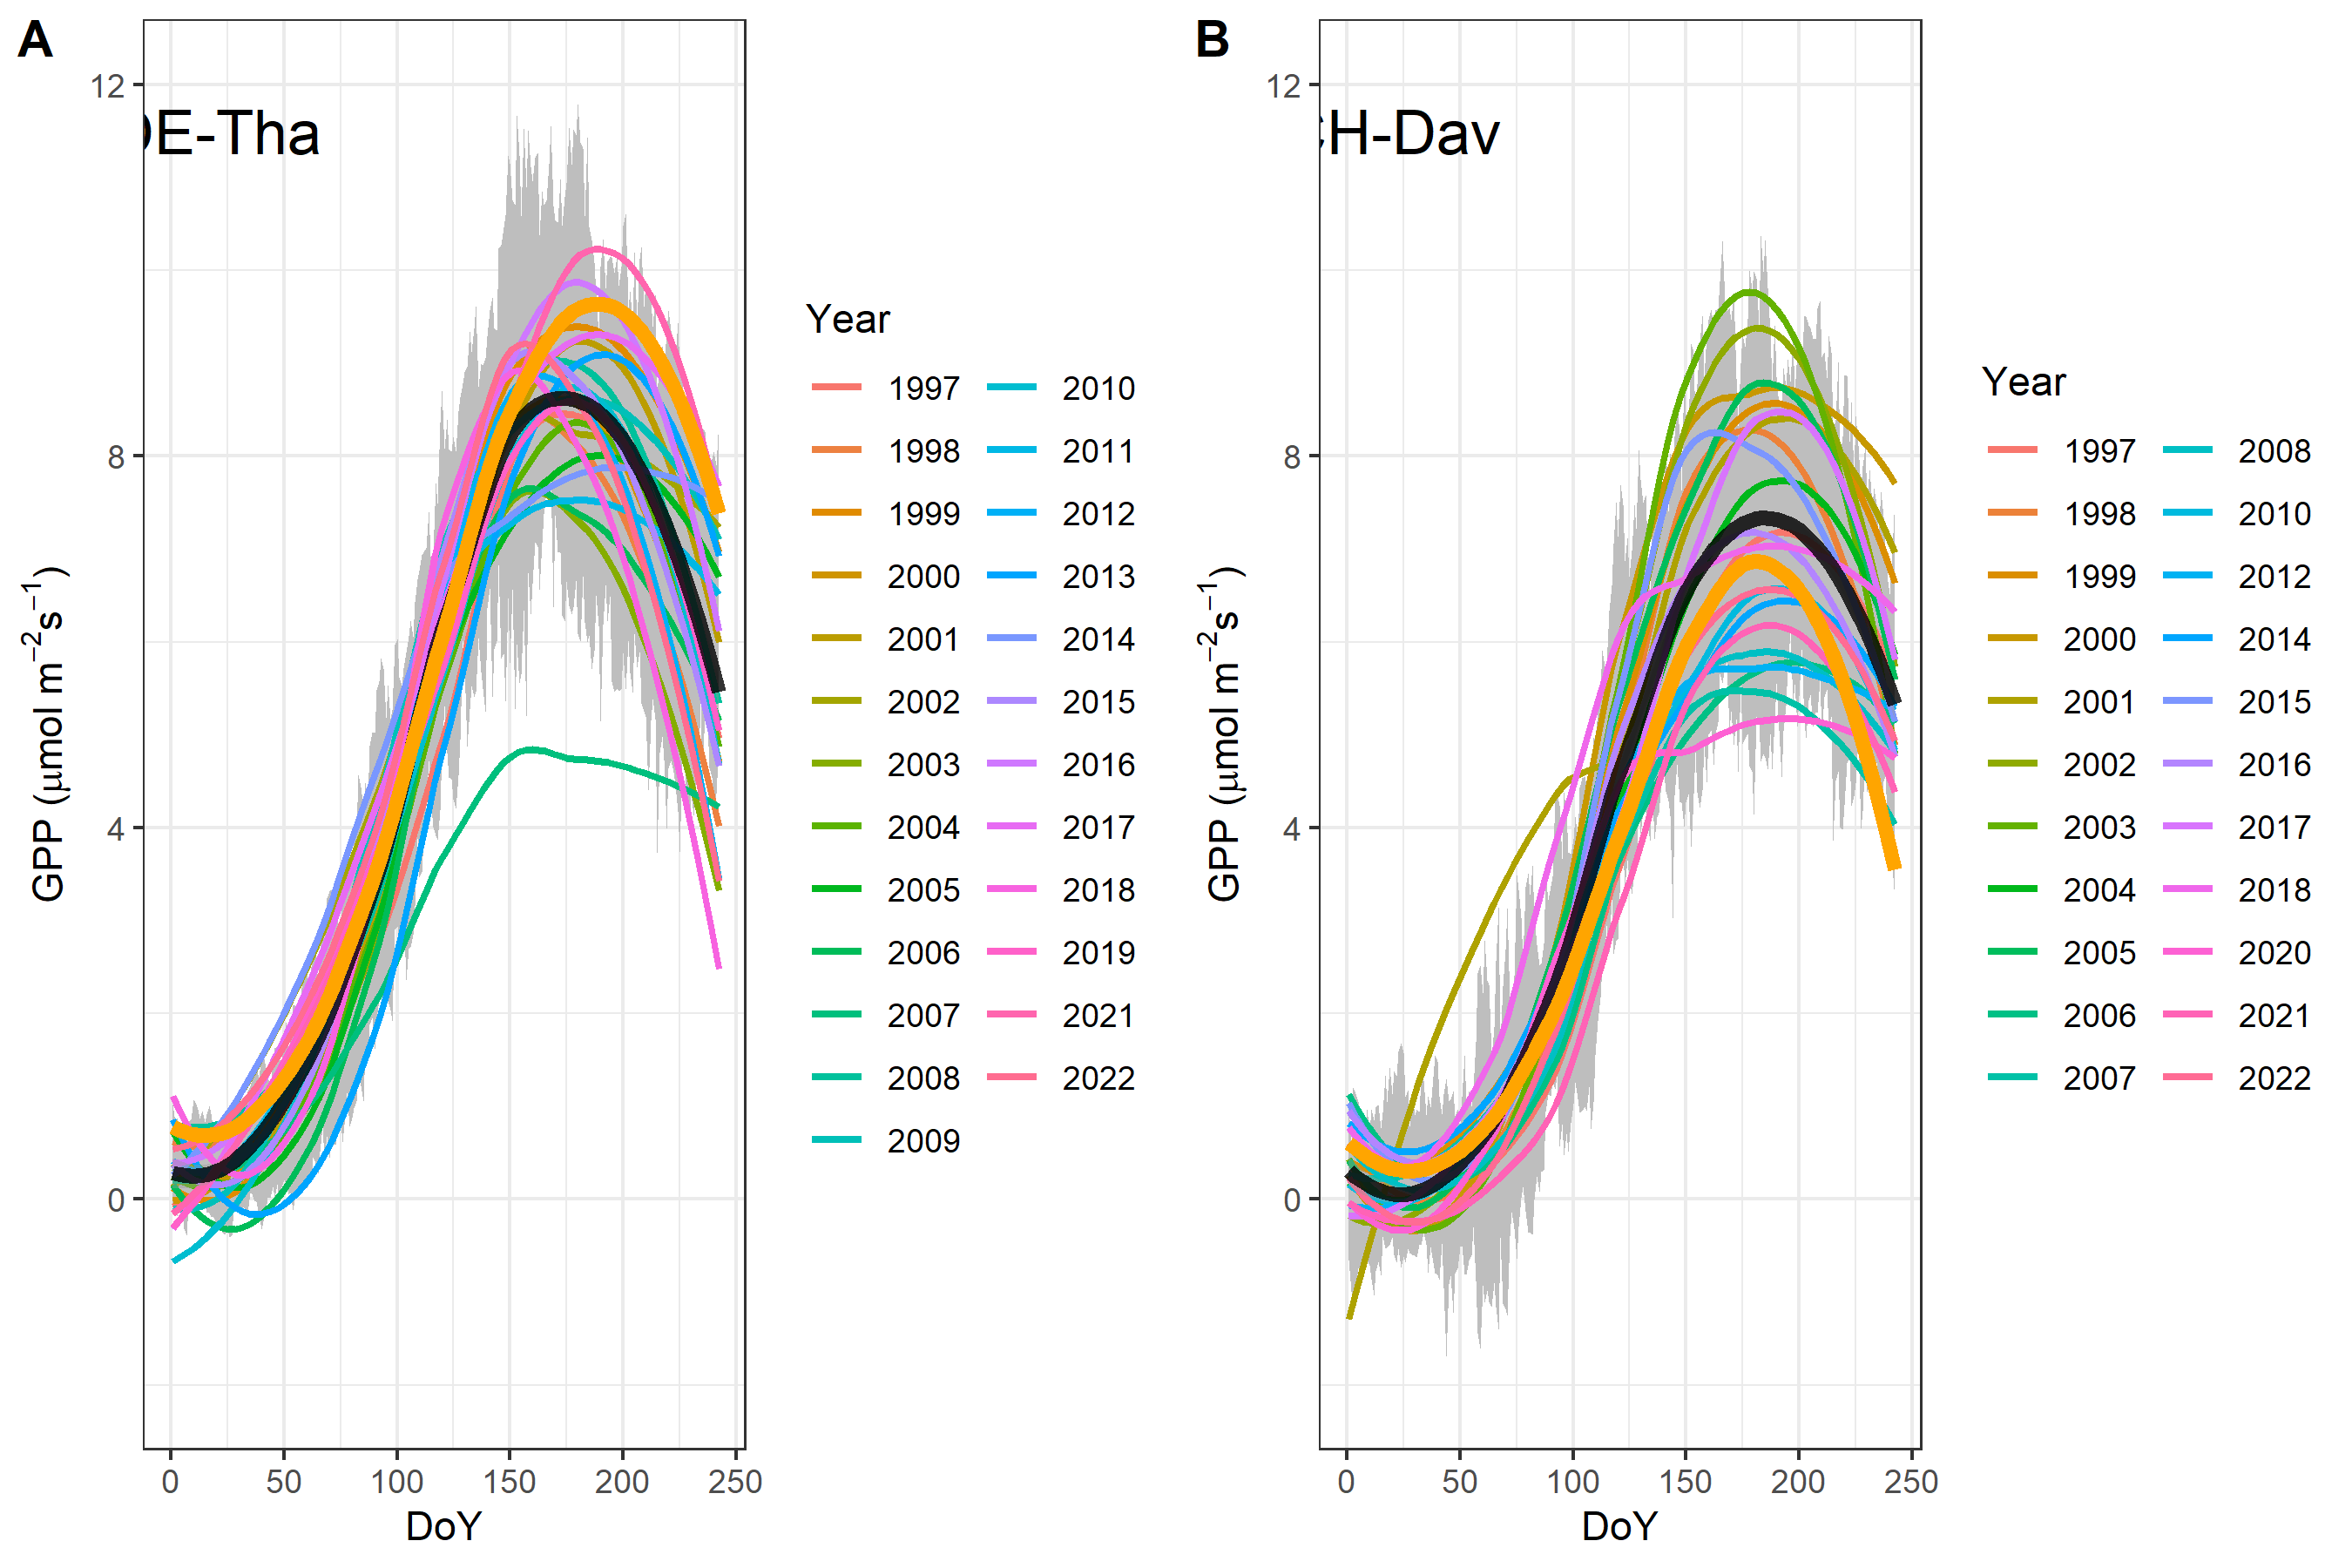 A
DE-Tha
12
8
4
0
GPP (μmol m⁻²s⁻¹)
0 50 100 150 200 250
DoY
Year
1997 2010
1998 2011
1999 2012
2000 2013
2001 2014
2002 2015
2003 2016
2004 2017
2005 2018
2006 2019
2007 2021
2008 2022
2009
B
CH-Dav
12
8
4
0
GPP (μmol m⁻²s⁻¹)
0 50 100 150 200 250
DoY
Year
1997 2008
1998 2010
1999 2012
2000 2014
2001 2015
2002 2016
2003 2017
2004 2018
2005 2020
2006 2021
2007 2022